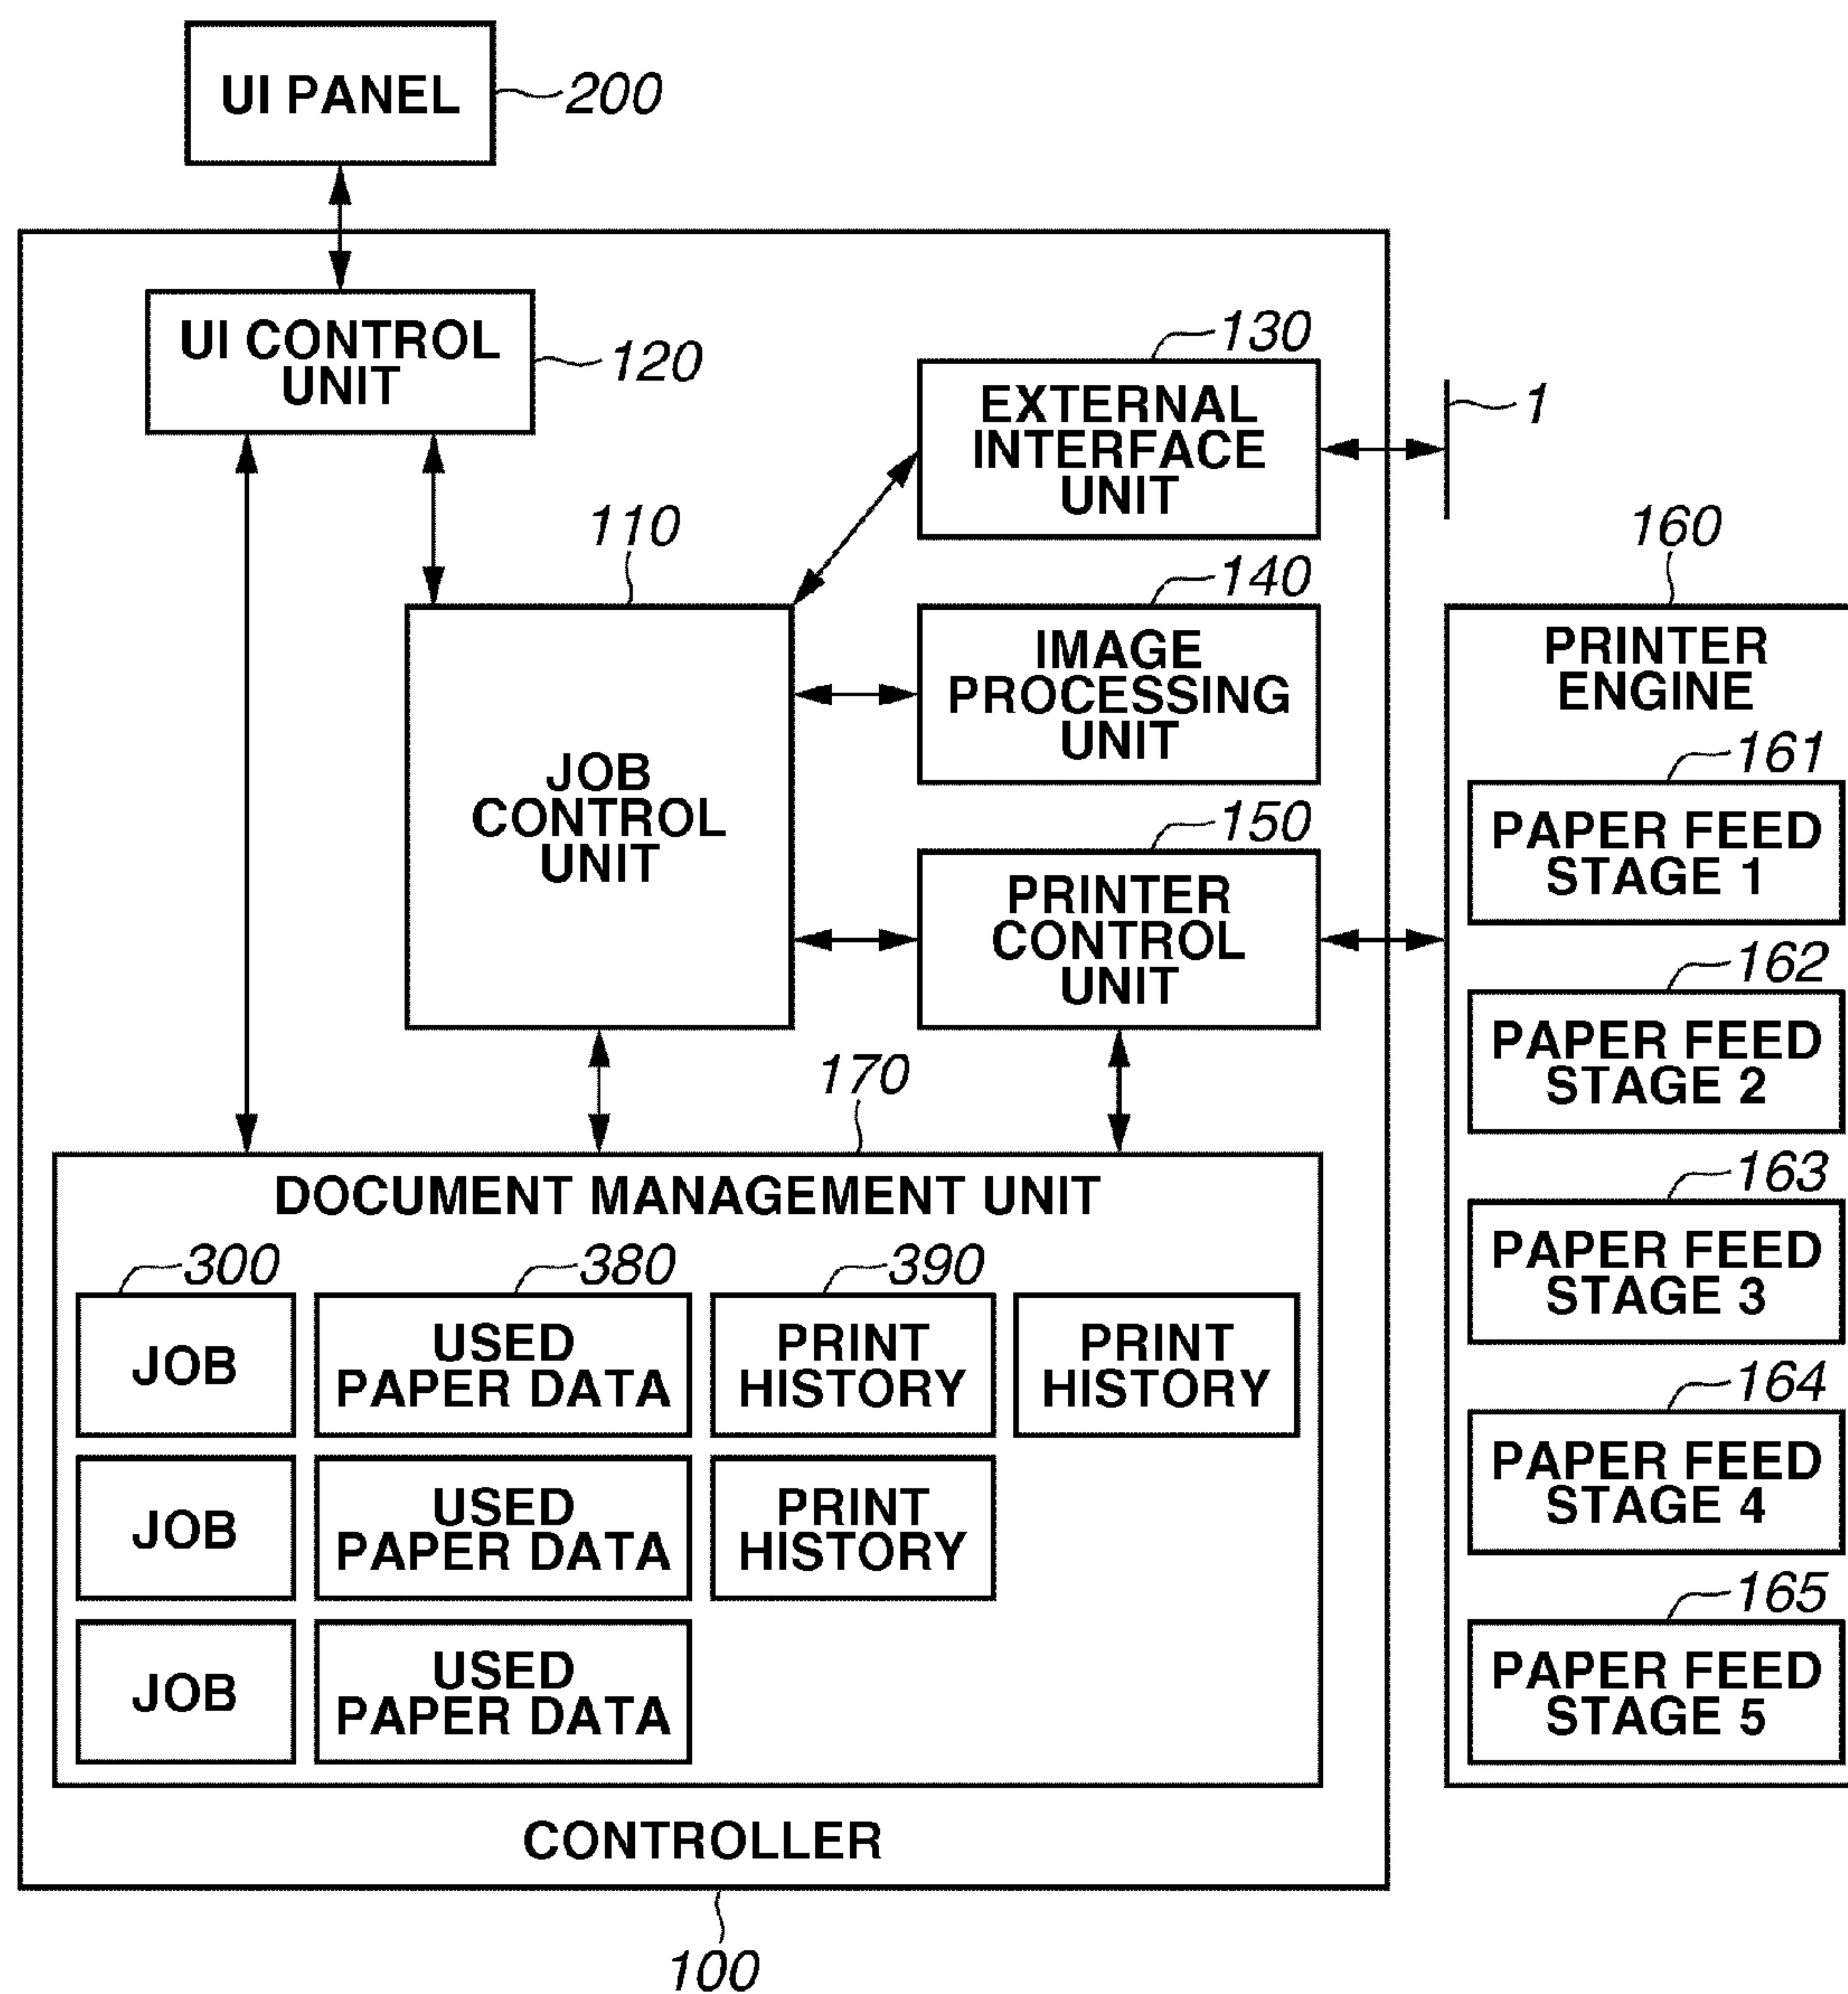 UI PANEL
200
UI CONTROL
UNIT
120
130
EXTERNAL
INTERFACE
UNIT
1
110
JOB
CONTROL
UNIT
140
IMAGE
PROCESSING
UNIT
150
PRINTER
CONTROL
UNIT
160
PRINTER
ENGINE
161
PAPER FEED
STAGE 1
162
PAPER FEED
STAGE 2
163
PAPER FEED
STAGE 3
164
PAPER FEED
STAGE 4
165
PAPER FEED
STAGE 5
170
DOCUMENT MANAGEMENT UNIT
300
380
390
JOB
USED
PAPER DATA
PRINT
HISTORY
PRINT
HISTORY
JOB
USED
PAPER DATA
PRINT
HISTORY
JOB
USED
PAPER DATA
CONTROLLER
100